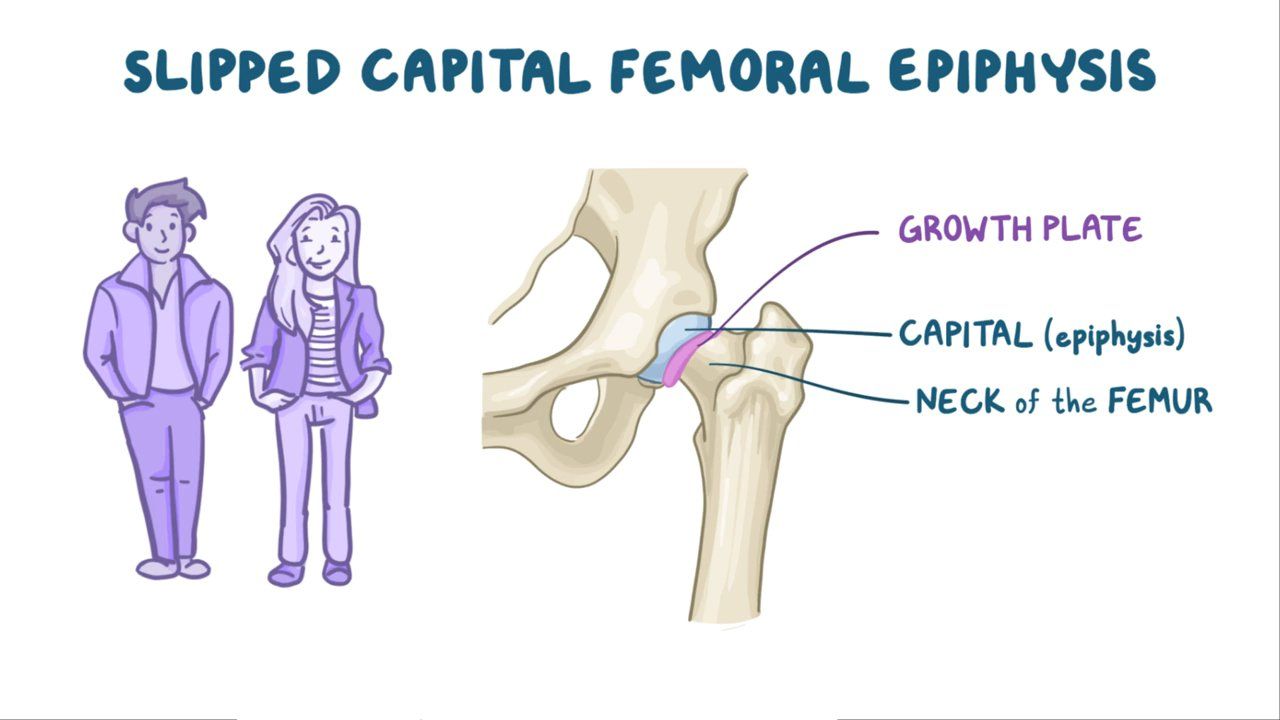 SLIPPED CAPITAL FEMORAL EPIPHYSIS
GROWTH PLATE
CAPITAL (epiphysis)
NECK of the FEMUR